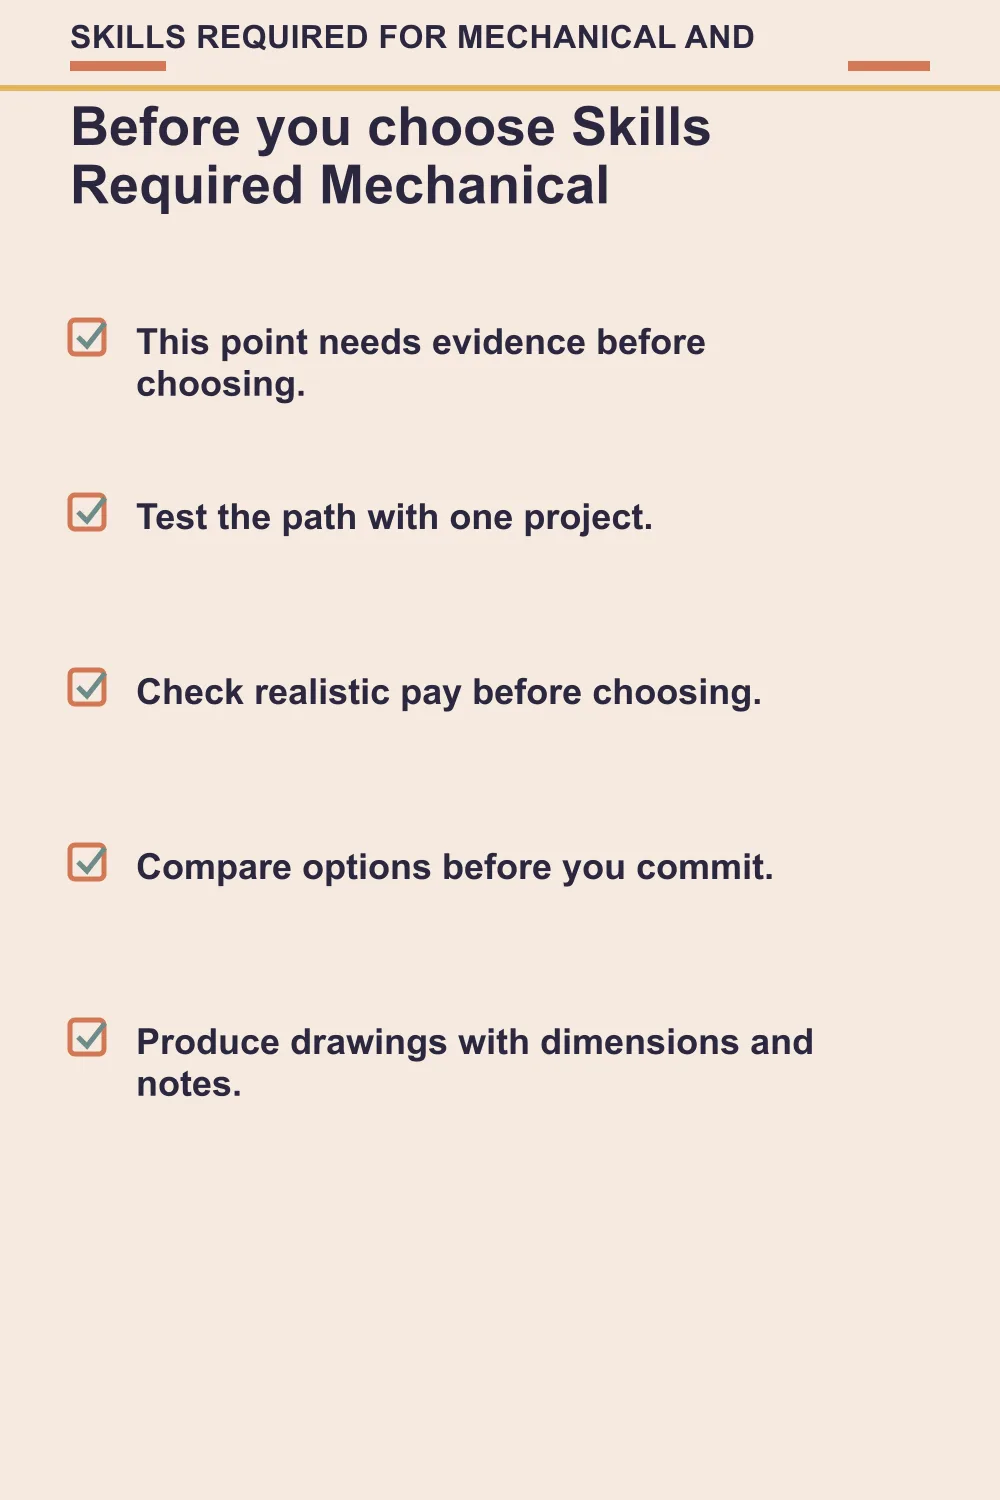 SKILLS REQUIRED FOR MECHANICAL AND
Before you choose Skills
Required Mechanical
This point needs evidence before
choosing.
Test the path with one project.
Check realistic pay before choosing.
Compare options before you commit.
Produce drawings with dimensions and
notes.